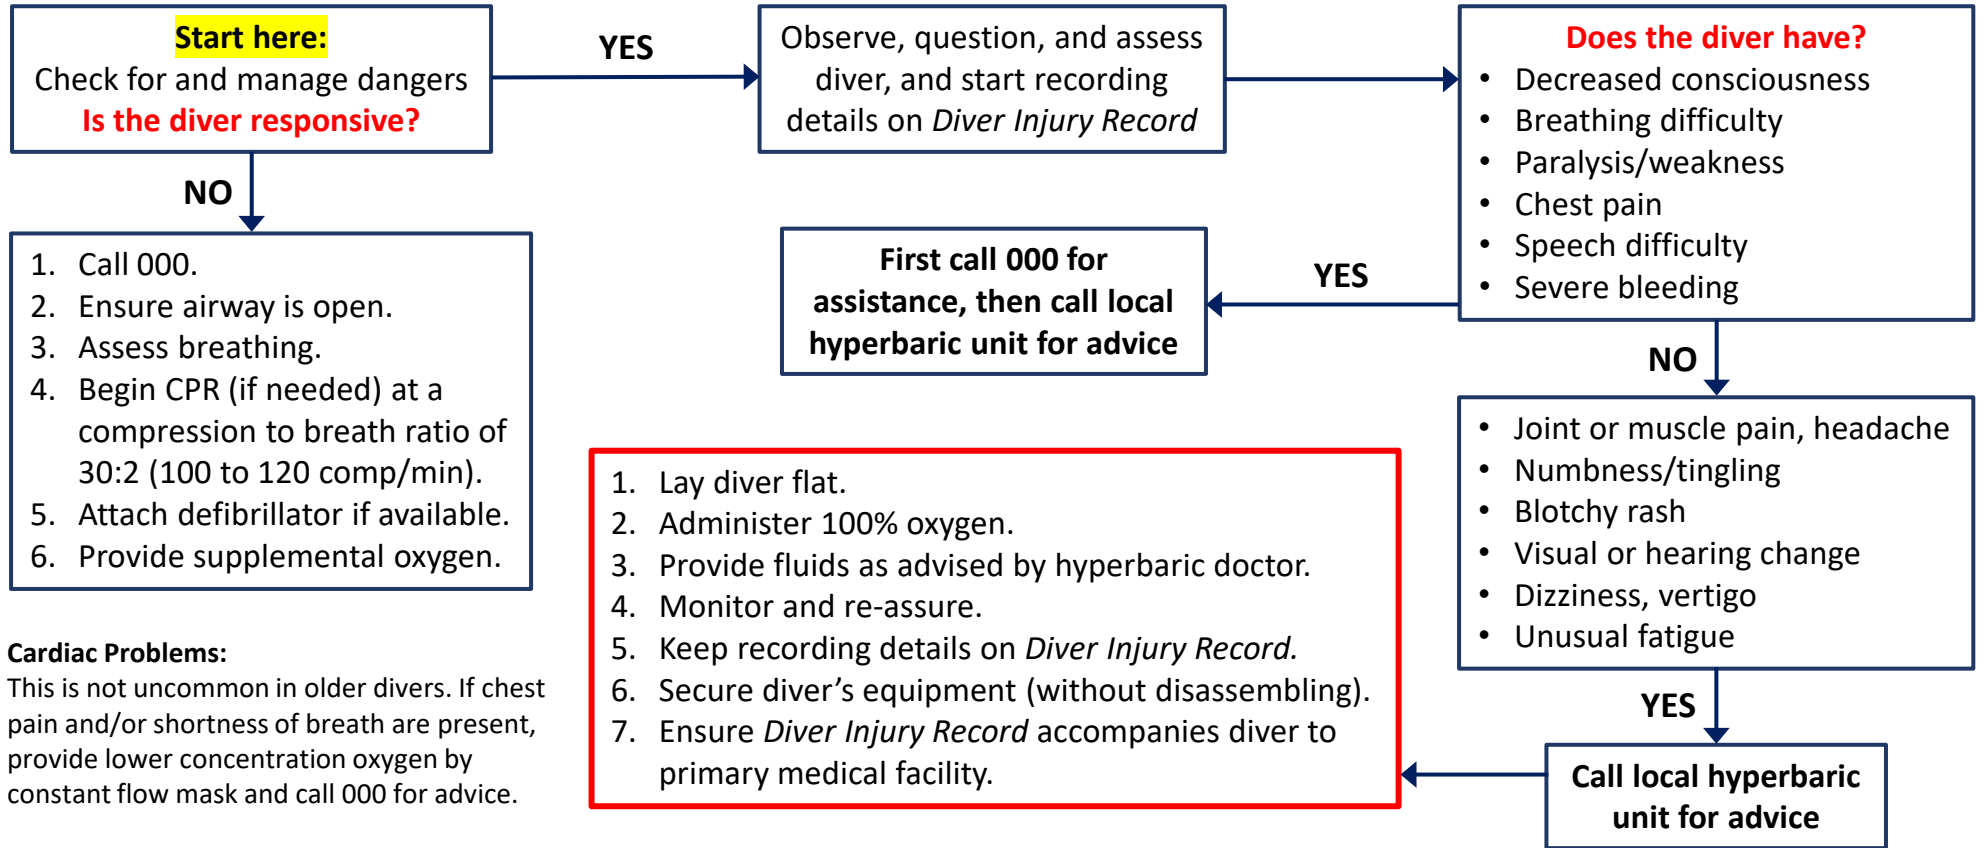 Start here:
Check for and manage dangers
Is the diver responsive?
YES
Observe, question, and assess
diver, and start recording
details on Diver Injury Record
Does the diver have?
• Decreased consciousness
• Breathing difficulty
• Paralysis/weakness
• Chest pain
• Speech difficulty
• Severe bleeding
NO
1. Call 000.
2. Ensure airway is open.
3. Assess breathing.
4. Begin CPR (if needed) at a
compression to breath ratio of
30:2 (100 to 120 comp/min).
5. Attach defibrillator if available.
6. Provide supplemental oxygen.
YES
First call 000 for
assistance, then call local
hyperbaric unit for advice
NO
• Joint or muscle pain, headache
• Numbness/tingling
• Blotchy rash
• Visual or hearing change
• Dizziness, vertigo
• Unusual fatigue
YES
Call local hyperbaric
unit for advice
1. Lay diver flat.
2. Administer 100% oxygen.
3. Provide fluids as advised by hyperbaric doctor.
4. Monitor and re-assure.
5. Keep recording details on Diver Injury Record.
6. Secure diver’s equipment (without disassembling).
7. Ensure Diver Injury Record accompanies diver to
primary medical facility.
Cardiac Problems:
This is not uncommon in older divers. If chest
pain and/or shortness of breath are present,
provide lower concentration oxygen by
constant flow mask and call 000 for advice.